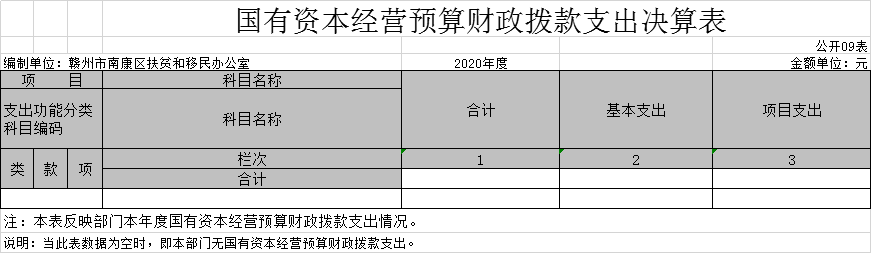 国有资本经营预算财政拨款支出决算表
公开09表
编制单位：赣州市南康区扶贫和移民办公室 2020年度 金额单位：元
项 目 科目名称 合计 基本支出 项目支出
支出功能分类科目编码 科目名称
类 款 项 栏次 1 2 3
合计
注：本表反映部门本年度国有资本经营预算财政拨款支出情况。
说明：当此表数据为空时，即本部门无国有资本经营预算财政拨款支出。